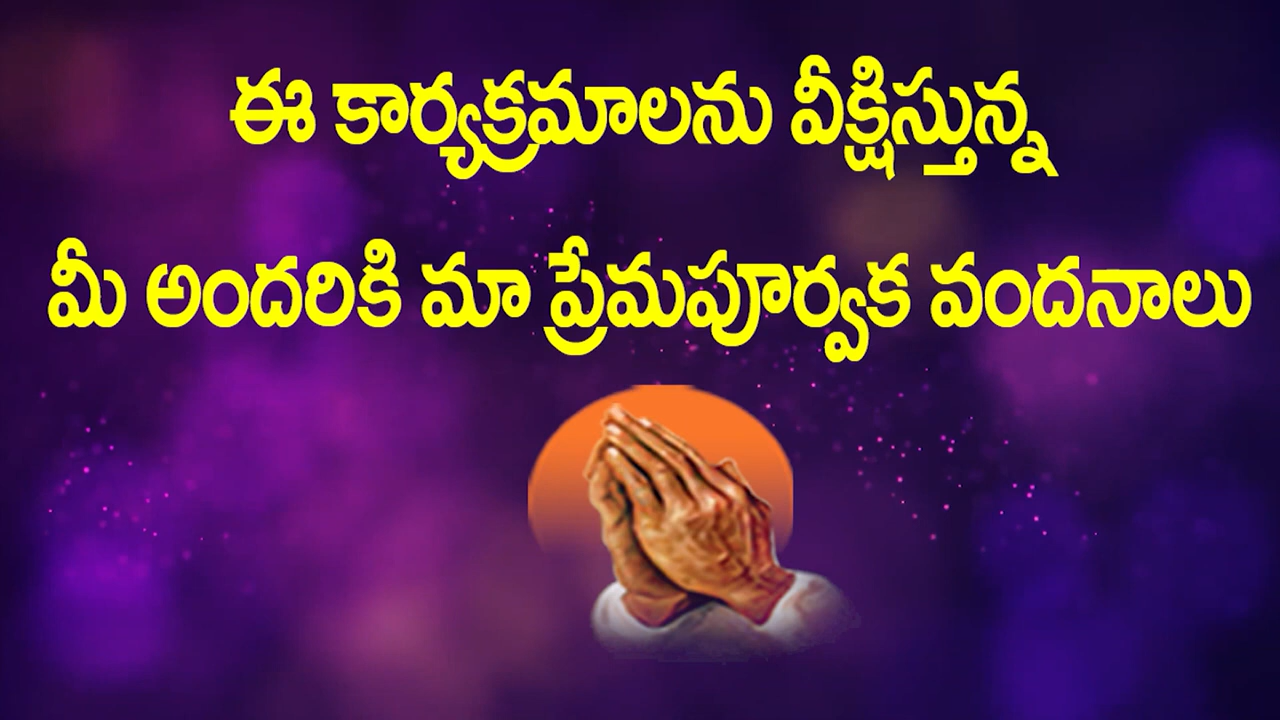 ఈ కార్యక్రమాలను వీక్షిస్తున్న
మీ అందరికి మా ప్రేమపూర్వక వందనాలు